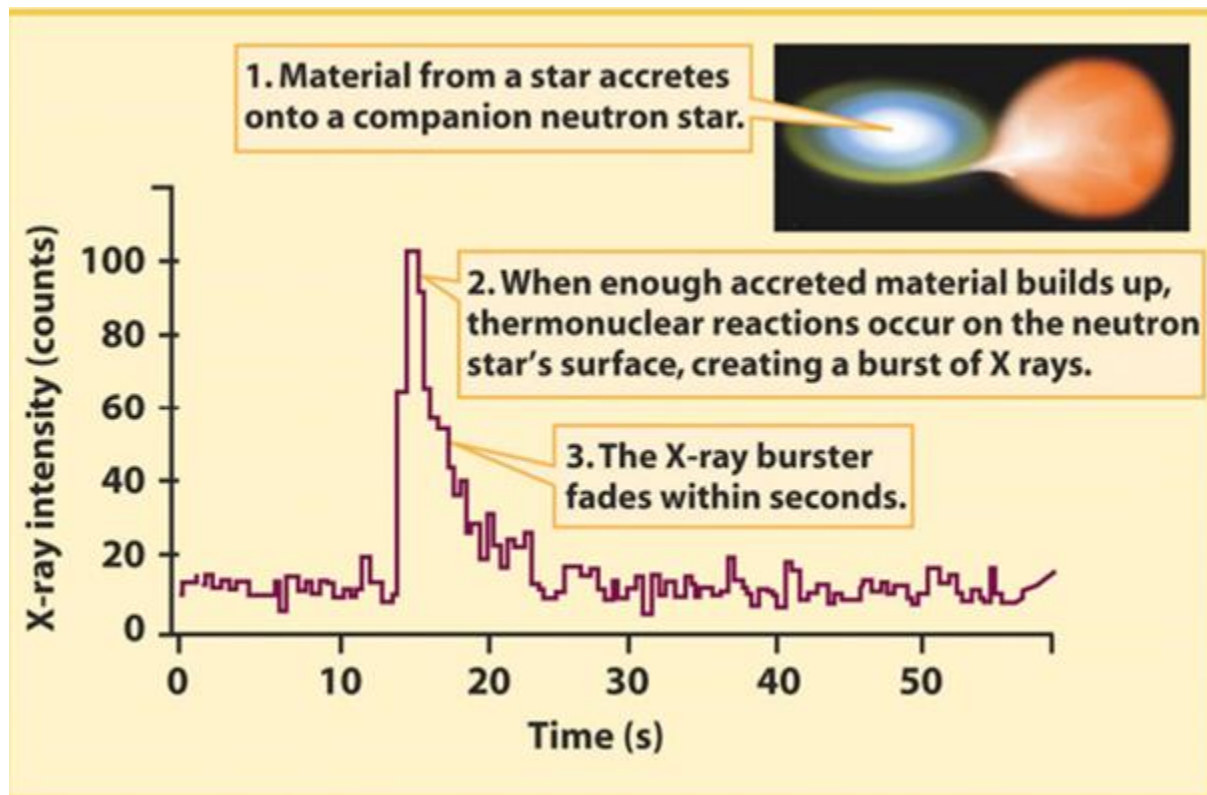 1. Material from a star accretes
onto a companion neutron star.
2. When enough accreted material builds up,
thermonuclear reactions occur on the neutron
star's surface, creating a burst of X rays.
3. The X-ray burster
fades within seconds.
X-ray intensity (counts)
100
80
60
40
20
0
0 10 20 30 40 50
Time (s)